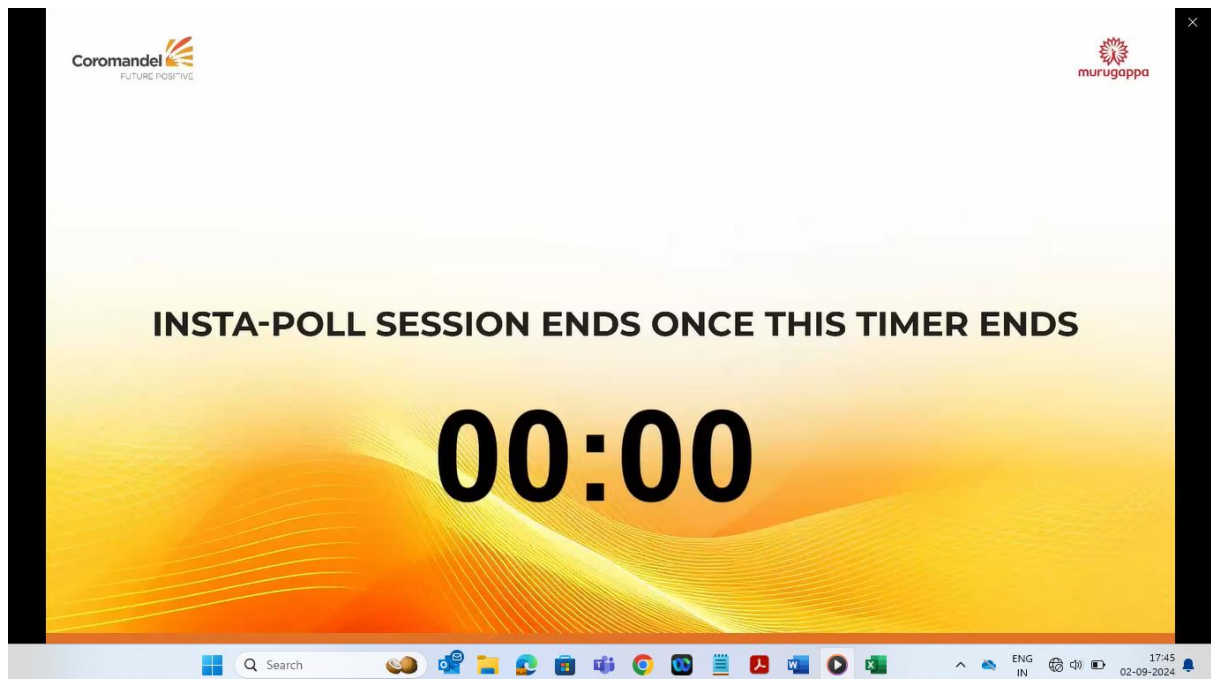 Coromandel
FUTURE POSITIVE
murugappa
INSTA-POLL SESSION ENDS ONCE THIS TIMER ENDS
00:00
Search
ENG
IN
17:45
02-09-2024